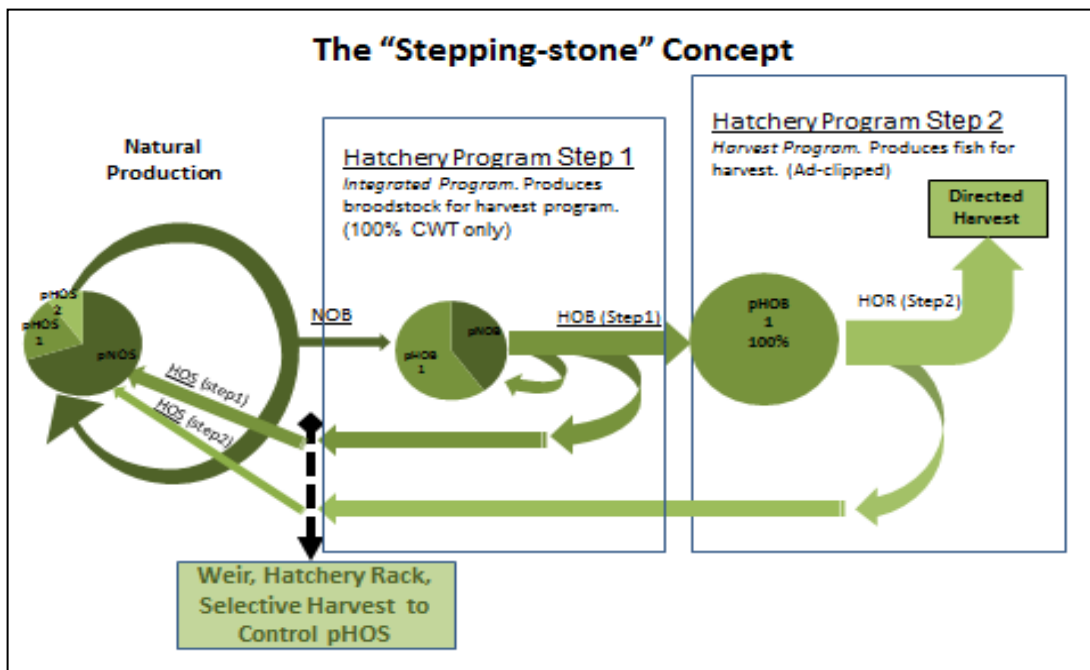 The “Stepping-stone” Concept
Natural
Production
pHOS
2
pHOS
1
pNOS
HOS (step1)
HOS (step2)
NOB
Hatchery Program Step 1
Integrated Program. Produces
broodstock for harvest program.
(100% CWT only)
pNOB
pHOB
1
HOB (Step1)
Hatchery Program Step 2
Harvest Program. Produces fish for
harvest. (Ad-clipped)
Directed
Harvest
pHOB
1
100%
HOR (Step2)
Weir, Hatchery Rack,
Selective Harvest to
Control pHOS